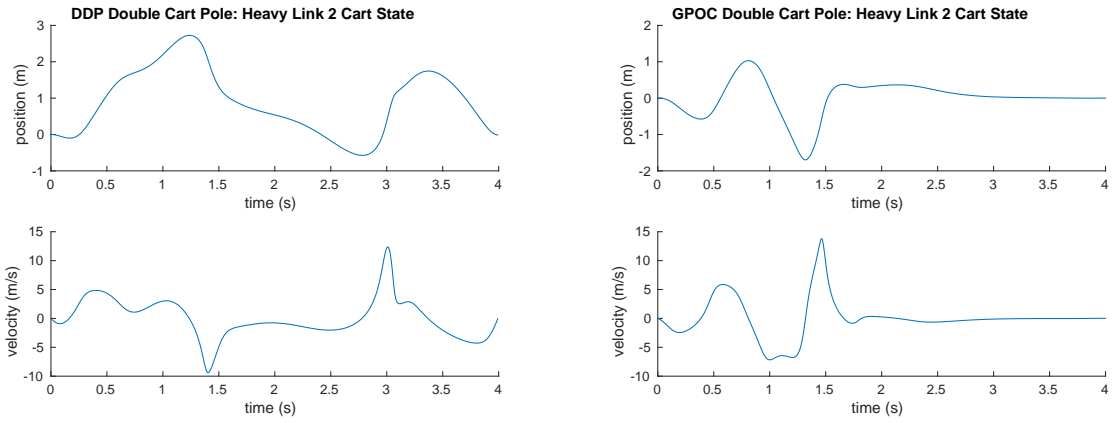 DDP Double Cart Pole: Heavy Link 2 Cart State
3
2
1
0
-1
position (m)
0 0.5 1 1.5 2 2.5 3 3.5 4
time (s)
15
10
5
0
-5
-10
velocity (m/s)
0 0.5 1 1.5 2 2.5 3 3.5 4
time (s)
GPOC Double Cart Pole: Heavy Link 2 Cart State
2
1
0
-1
-2
position (m)
0 0.5 1 1.5 2 2.5 3 3.5 4
time (s)
15
10
5
0
-5
-10
velocity (m/s)
0 0.5 1 1.5 2 2.5 3 3.5 4
time (s)